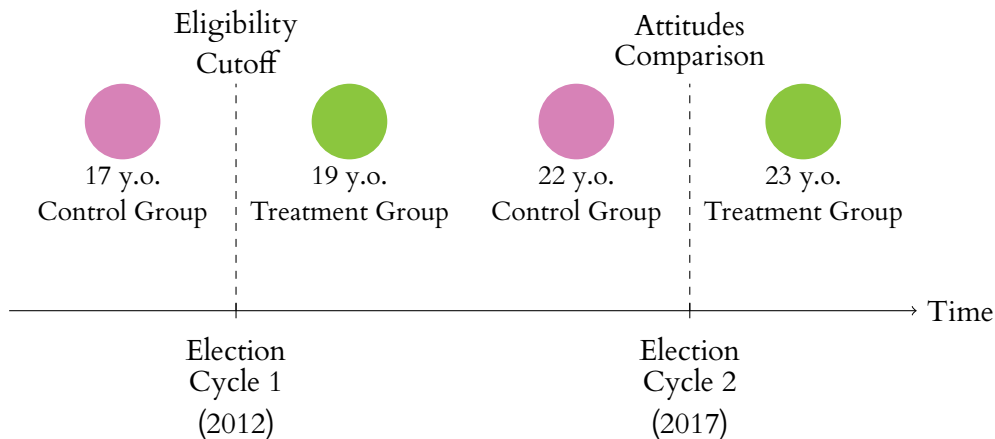 Eligibility
Cutoff
Attitudes
Comparison
17 y.o.
Control Group
19 y.o.
Treatment Group
22 y.o.
Control Group
23 y.o.
Treatment Group
Time
Election
Cycle 1
(2012)
Election
Cycle 2
(2017)